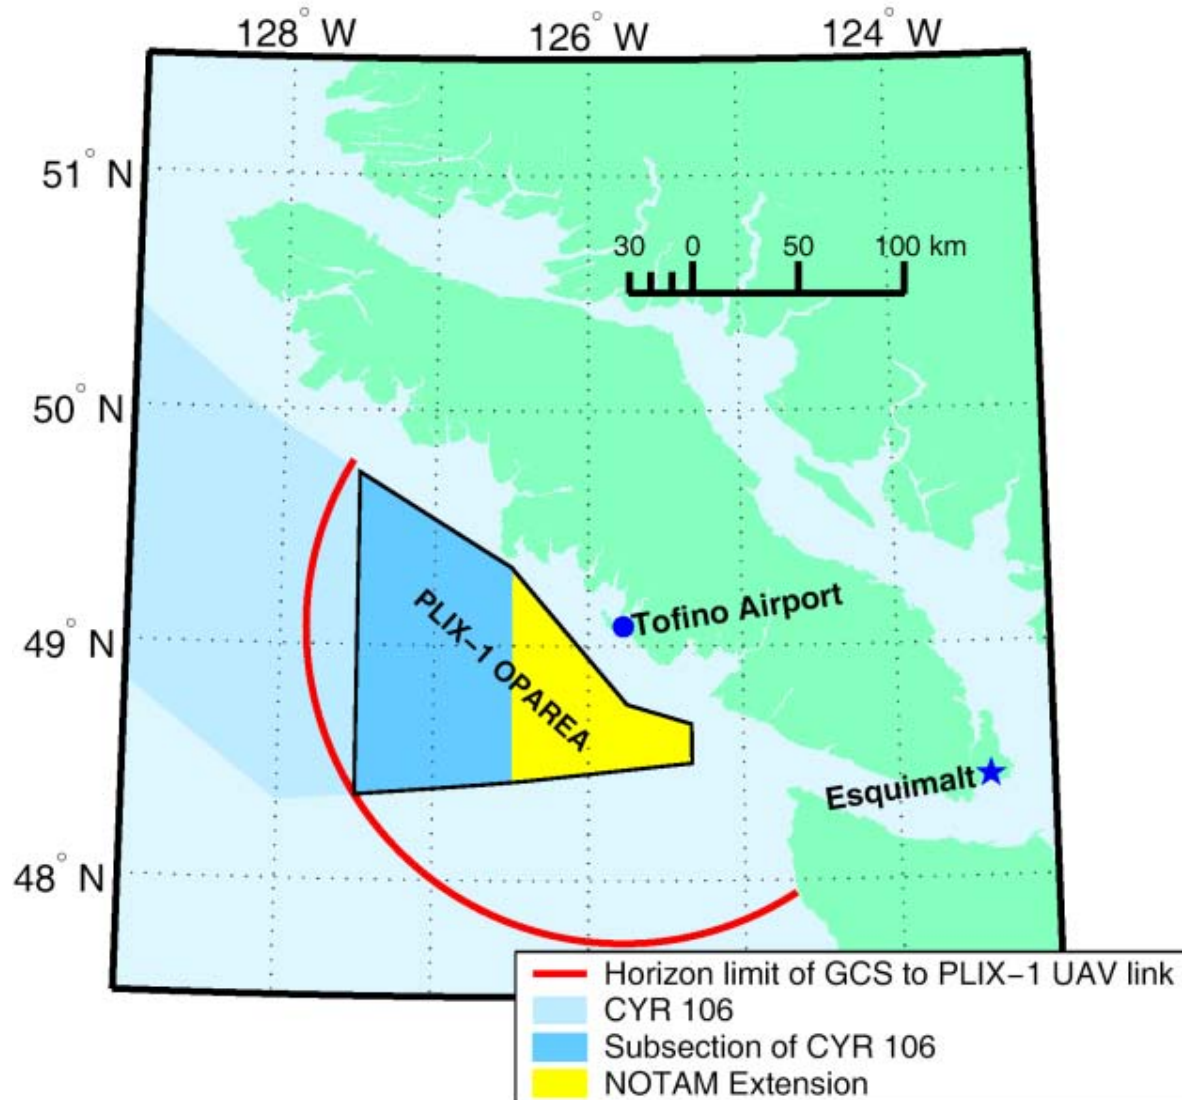 128° W 126° W 124° W
51° N
30 0 50 100 km
50° N
Tofino Airport
49° N
PLIX−1 OPAREA
Esquimalt
48° N
Horizon limit of GCS to PLIX−1 UAV link
CYR 106
Subsection of CYR 106
NOTAM Extension